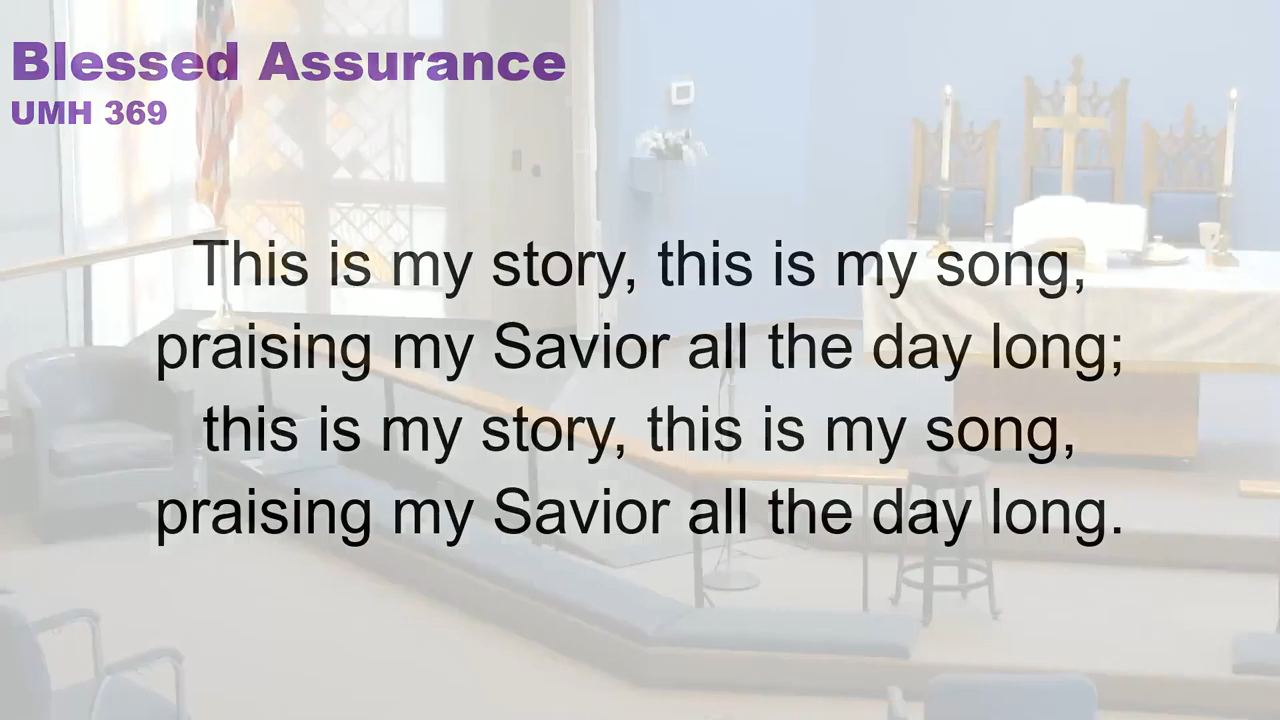 Blessed Assurance
UMH 369
This is my story, this is my song,
praising my Savior all the day long;
this is my story, this is my song,
praising my Savior all the day long.